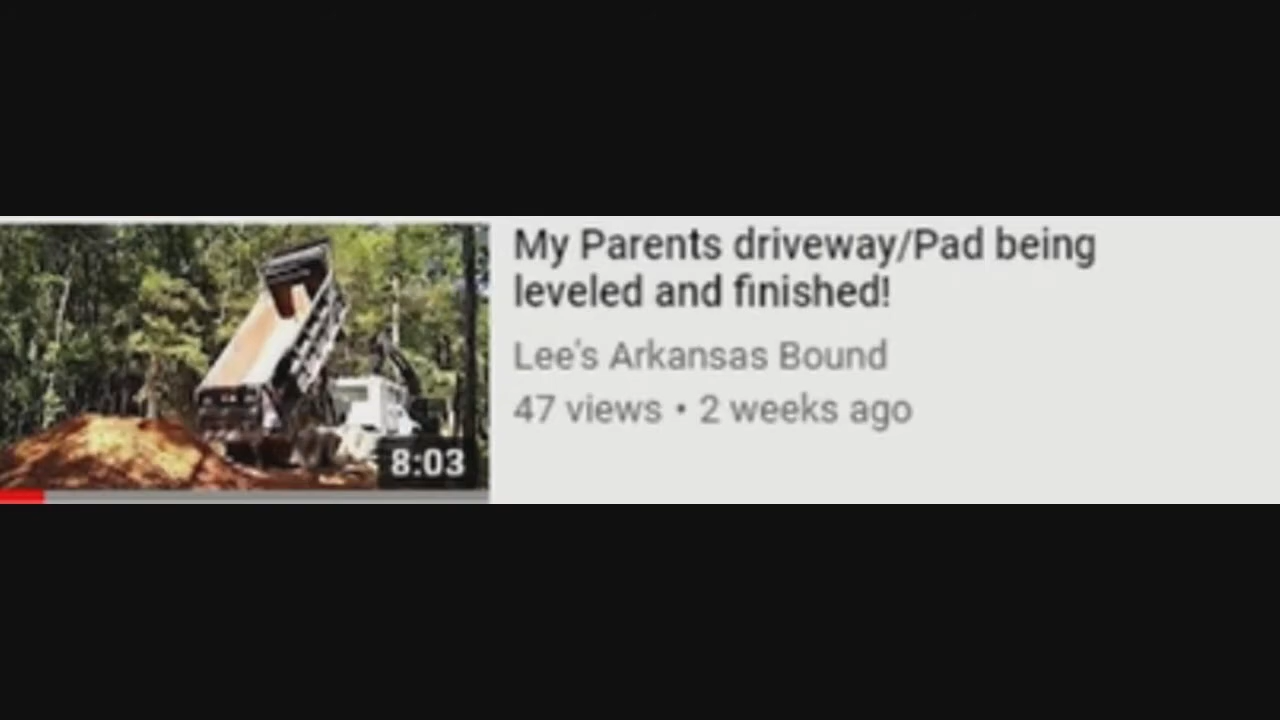 My Parents driveway/Pad being
leveled and finished!
Lee's Arkansas Bound
47 views • 2 weeks ago
8:03